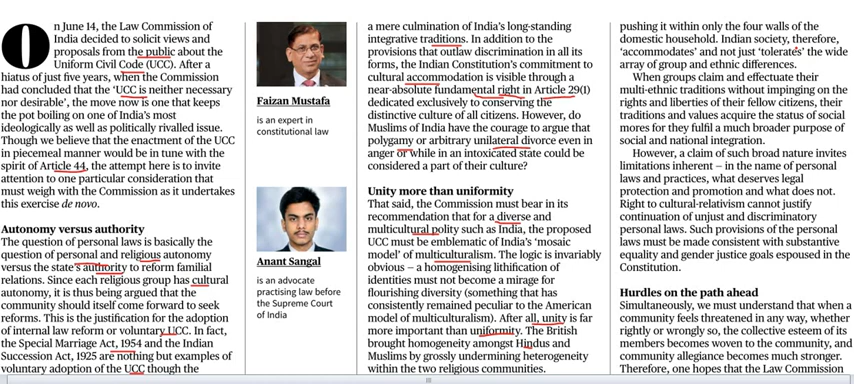 On June 14, the Law Commission of
India decided to solicit views and
proposals from the public about the
Uniform Civil Code (UCC). After a
hiatus of just five years, when the Commission
had concluded that the ‘UCC is neither necessary
nor desirable’, the move now is one that keeps
the pot boiling on one of India’s most
ideologically as well as politically rivalled issue.
Though we believe that the enactment of the UCC
in piecemeal manner would be in tune with the
spirit of Article 44, the attempt here is to invite
attention to one particular consideration that
must weigh with the Commission as it undertakes
this exercise de novo.
Autonomy versus authority
The question of personal laws is basically the
question of personal and religious autonomy
versus the state’s authority to reform familial
relations. Since each religious group has cultural
autonomy, it is thus being argued that the
community should itself come forward to seek
reforms. This is the justification for the adoption
of internal law reform or voluntary UCC. In fact,
the Special Marriage Act, 1954 and the Indian
Succession Act, 1925 are nothing but examples of
voluntary adoption of the UCC though the
Faizan Mustafa
is an expert in
constitutional law
Anant Sangal
is an advocate
practising law before
the Supreme Court
of India
a mere culmination of India’s long-standing
integrative traditions. In addition to the
provisions that outlaw discrimination in all its
forms, the Indian Constitution’s commitment to
cultural accommodation is visible through a
near-absolute fundamental right in Article 29(1)
dedicated exclusively to conserving the
distinctive culture of all citizens. However, do
Muslims of India have the courage to argue that
polygamy or arbitrary unilateral divorce even in
anger or while in an intoxicated state could be
considered a part of their culture?
Unity more than uniformity
That said, the Commission must bear in its
recommendation that for a diverse and
multicultural polity such as India, the proposed
UCC must be emblematic of India’s ‘mosaic
model’ of multiculturalism. The logic is invariably
obvious – a homogenising lithification of
identities must not become a mirage for
flourishing diversity (something that has
consistently remained peculiar to the American
model of multiculturalism). After all, unity is far
more important than uniformity. The British
brought homogeneity amongst Hindus and
Muslims by grossly undermining heterogeneity
within the two religious communities.
pushing it within only the four walls of the
domestic household. Indian society, therefore,
‘accommodates’ and not just ‘tolerates’ the wide
array of group and ethnic differences.
When groups claim and effectuate their
multi-ethnic traditions without impinging on the
rights and liberties of their fellow citizens, their
traditions and values acquire the status of social
mores for they fulfil a much broader purpose of
social and national integration.
However, a claim of such broad nature invites
limitations inherent – in the name of personal
laws and practices, what deserves legal
protection and promotion and what does not.
Right to cultural-relativism cannot justify
continuation of unjust and discriminatory
personal laws. Such provisions of the personal
laws must be made consistent with substantive
equality and gender justice goals espoused in the
Constitution.
Hurdles on the path ahead
Simultaneously, we must understand that when a
community feels threatened in any way, whether
rightly or wrongly so, the collective esteem of its
members becomes woven to the community, and
community allegiance becomes much stronger.
Therefore, one hopes that the Law Commission